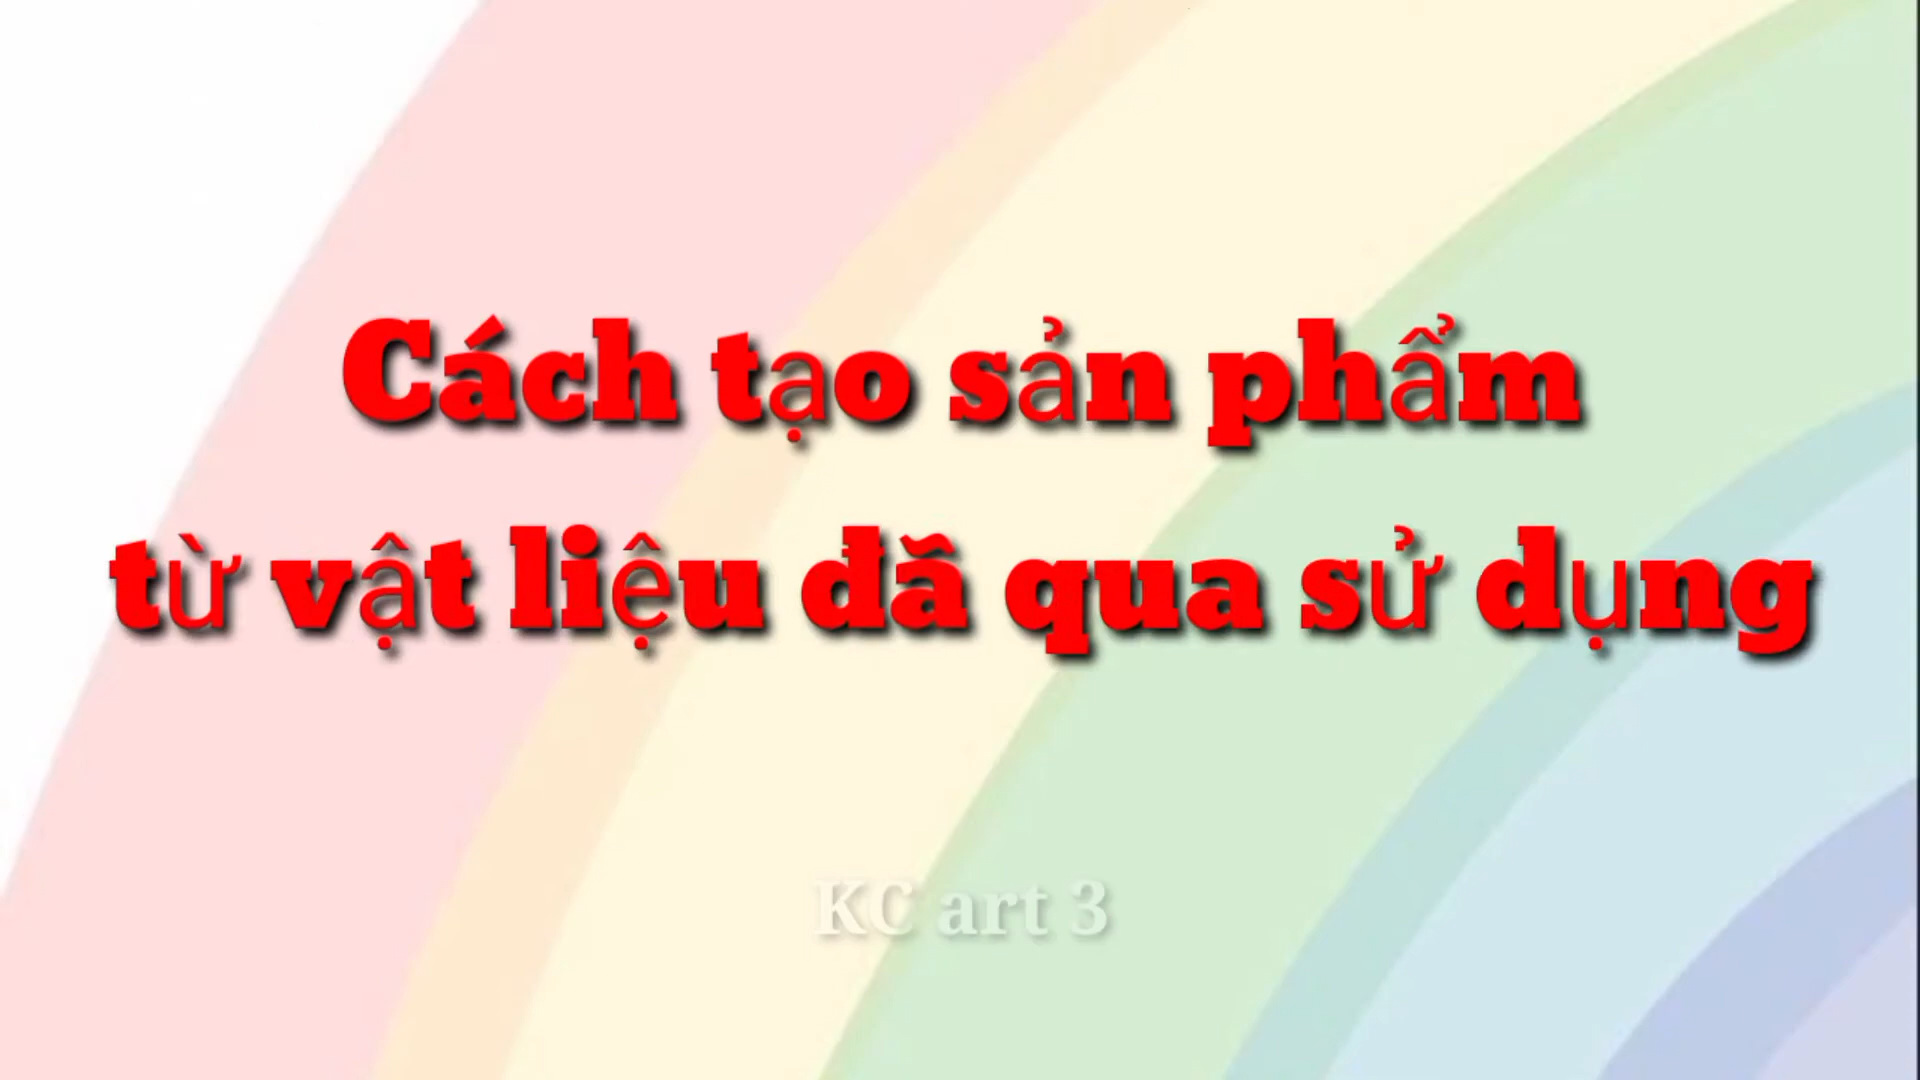 Cách tạo sản phẩm
từ vật liệu đã qua sử dụng
KC art 3